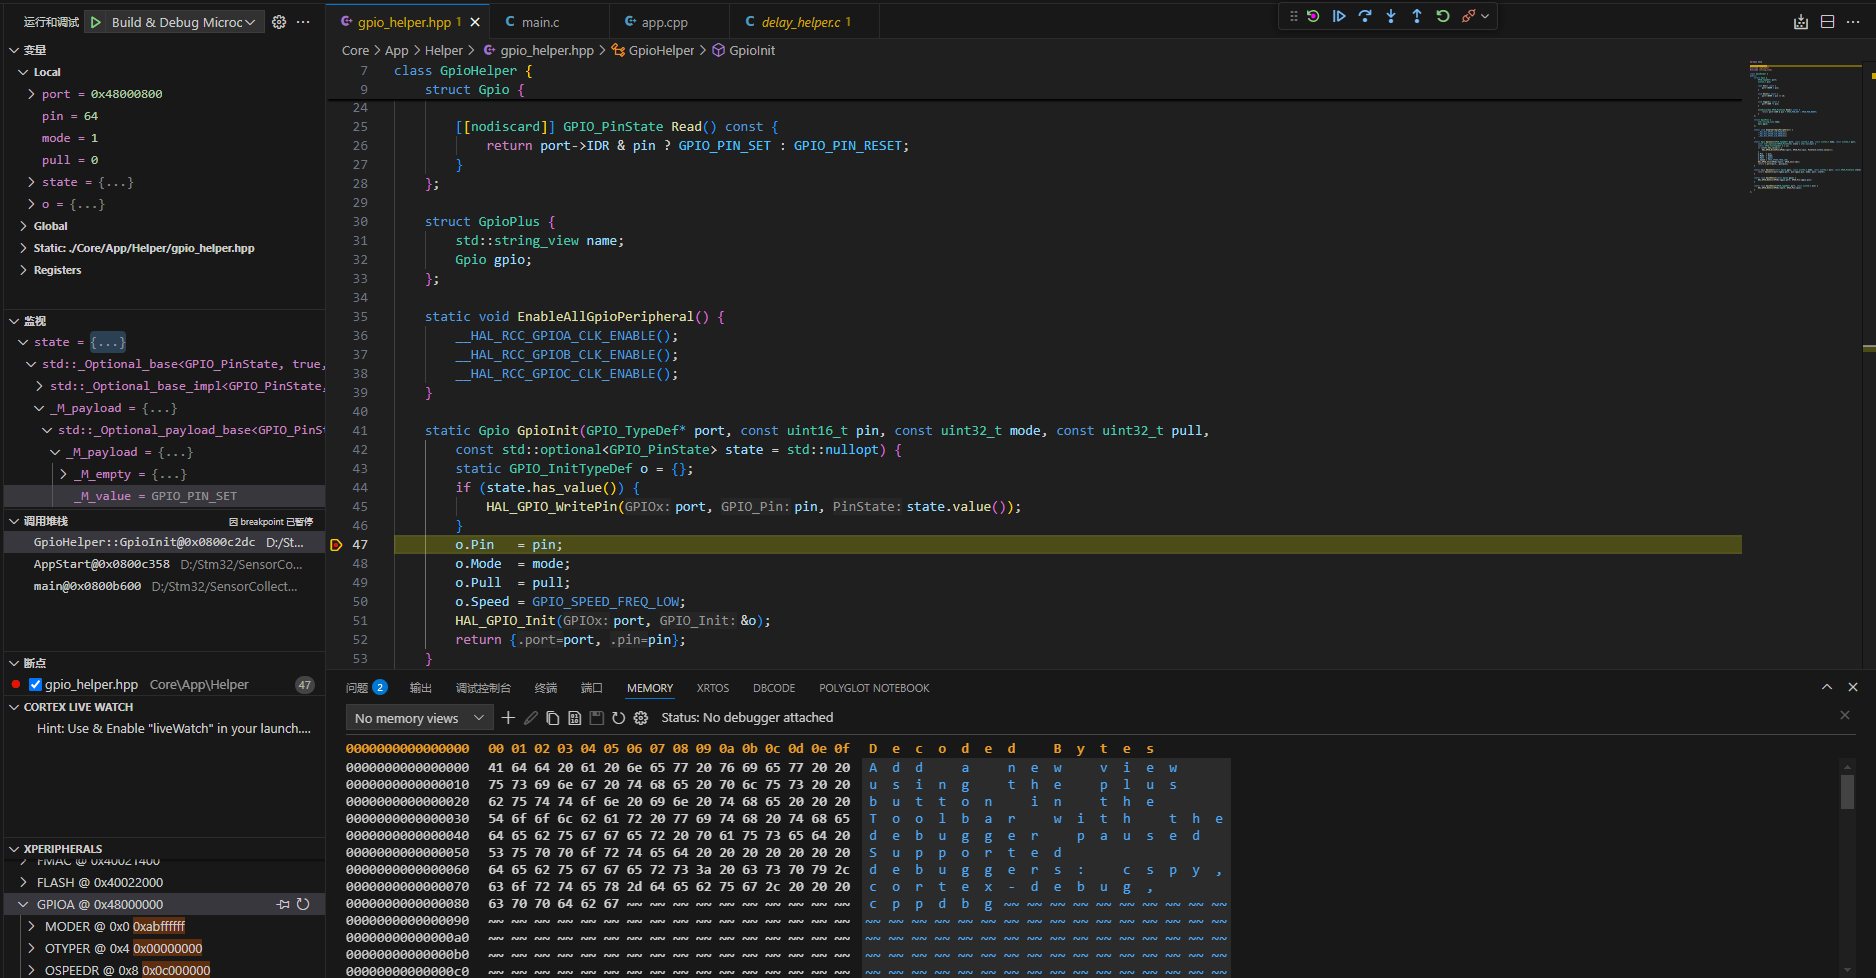 运行和调试 Build & Debug Microc
gpio_helper.hpp 1
main.c
app.cpp
delay_helper.c 1
Core > App > Helper > gpio_helper.hpp > GpioHelper > GpioInit
变量
Local
port = 0x48000800
pin = 64
mode = 1
pull = 0
state = {...}
o = {...}
Global
Static: ./Core/App/Helper/gpio_helper.hpp
Registers
监视
state = {...}
std::_Optional_base<GPIO_PinState, true,
std::_Optional_base_impl<GPIO_PinState,
_M_payload = {...}
std::_Optional_payload_base<GPIO_PinSt
_M_payload = {...}
_M_empty = {...}
_M_value = GPIO_PIN_SET
调用堆栈 因 breakpoint 已暂停
GpioHelper::GpioInit@0x0800c2dc D:/St...
AppStart@0x0800c358 D:/Stm32/SensorCo...
main@0x0800b600 D:/Stm32/SensorCollect...
断点
gpio_helper.hpp Core\App\Helper 47
CORTEX LIVE WATCH
Hint: Use & Enable "liveWatch" in your launch....
XPERIPHERALS
FMAC @ 0x40021400
FLASH @ 0x40022000
GPIOA @ 0x48000000
MODER @ 0x0 0xabffffff
OTYPER @ 0x4 0x00000000
OSPEEDR @ 0x8 0x0c000000
7 class GpioHelper {
9 struct Gpio {
24
25 [[nodiscard]] GPIO_PinState Read() const {
26 return port->IDR & pin ? GPIO_PIN_SET : GPIO_PIN_RESET;
27 }
28 };
29
30 struct GpioPlus {
31 std::string_view name;
32 Gpio gpio;
33 };
34
35 static void EnableAllGpioPeripheral() {
36 __HAL_RCC_GPIOA_CLK_ENABLE();
37 __HAL_RCC_GPIOB_CLK_ENABLE();
38 __HAL_RCC_GPIOC_CLK_ENABLE();
39 }
40
41 static Gpio GpioInit(GPIO_TypeDef* port, const uint16_t pin, const uint32_t mode, const uint32_t pull,
42 const std::optional<GPIO_PinState> state = std::nullopt) {
43 static GPIO_InitTypeDef o = {};
44 if (state.has_value()) {
45 HAL_GPIO_WritePin(GPIOx: port, GPIO_Pin: pin, PinState: state.value());
46 }
47 o.Pin = pin;
48 o.Mode = mode;
49 o.Pull = pull;
50 o.Speed = GPIO_SPEED_FREQ_LOW;
51 HAL_GPIO_Init(GPIOx: port, GPIO_Init: &o);
52 return {.port=port, .pin=pin};
53 }
问题 2 输出 调试控制台 终端 端口 MEMORY XRTOS DBCODE POLYGLOT NOTEBOOK
No memory views Status: No debugger attached
0000000000000000 00 01 02 03 04 05 06 07 08 09 0a 0b 0c 0d 0e 0f Decoded Bytes
0000000000000000 41 64 64 20 61 20 6e 65 77 20 76 69 65 77 20 20 Add a new view
0000000000000010 75 73 69 6e 67 20 74 68 65 20 70 6c 75 73 20 20 using the plus
0000000000000020 62 75 74 74 6f 6e 20 69 6e 20 74 68 65 20 20 20 button in the
0000000000000030 54 6f 6f 6c 62 61 72 20 77 69 74 68 20 74 68 65 Toolbar with the
0000000000000040 64 65 62 75 67 67 65 72 20 70 61 75 73 65 64 20 debugger paused
0000000000000050 53 75 70 70 6f 72 74 65 64 20 20 20 20 20 20 20 Supported
0000000000000060 64 65 62 75 67 67 65 72 73 3a 20 63 73 70 79 2c debuggers: cspy,
0000000000000070 63 6f 72 74 65 78 2d 64 65 62 75 67 2c 20 20 20 cortex-debug,
0000000000000080 63 70 70 64 62 67 ~~ ~~ ~~ ~~ ~~ ~~ ~~ ~~ ~~ ~~ cppdbg ~~ ~~ ~~ ~~ ~~ ~~ ~~ ~~ ~~ ~~
0000000000000090 ~~ ~~ ~~ ~~ ~~ ~~ ~~ ~~ ~~ ~~ ~~ ~~ ~~ ~~ ~~ ~~ ~~ ~~ ~~ ~~ ~~ ~~ ~~ ~~ ~~ ~~ ~~ ~~ ~~ ~~ ~~ ~~
00000000000000a0 ~~ ~~ ~~ ~~ ~~ ~~ ~~ ~~ ~~ ~~ ~~ ~~ ~~ ~~ ~~ ~~ ~~ ~~ ~~ ~~ ~~ ~~ ~~ ~~ ~~ ~~ ~~ ~~ ~~ ~~ ~~ ~~
00000000000000b0 ~~ ~~ ~~ ~~ ~~ ~~ ~~ ~~ ~~ ~~ ~~ ~~ ~~ ~~ ~~ ~~ ~~ ~~ ~~ ~~ ~~ ~~ ~~ ~~ ~~ ~~ ~~ ~~ ~~ ~~ ~~ ~~
00000000000000c0 ~~ ~~ ~~ ~~ ~~ ~~ ~~ ~~ ~~ ~~ ~~ ~~ ~~ ~~ ~~ ~~ ~~ ~~ ~~ ~~ ~~ ~~ ~~ ~~ ~~ ~~ ~~ ~~ ~~ ~~ ~~ ~~